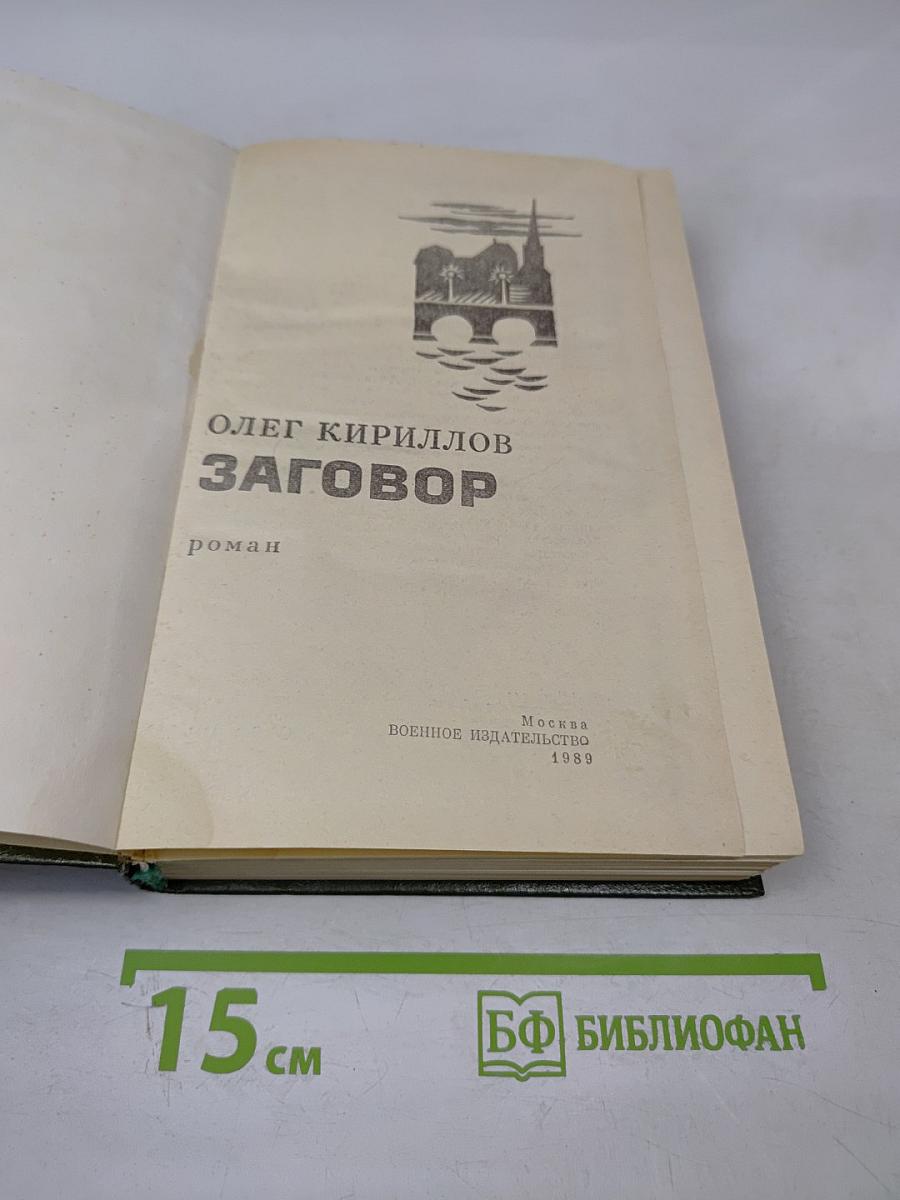 ОЛЕГ КИРИЛЛОВ
ЗАГОВОР
роман
Москва
ВОЕННОЕ ИЗДАТЕЛЬСТВО
1989
15 см
БФ БИБЛИОФАН